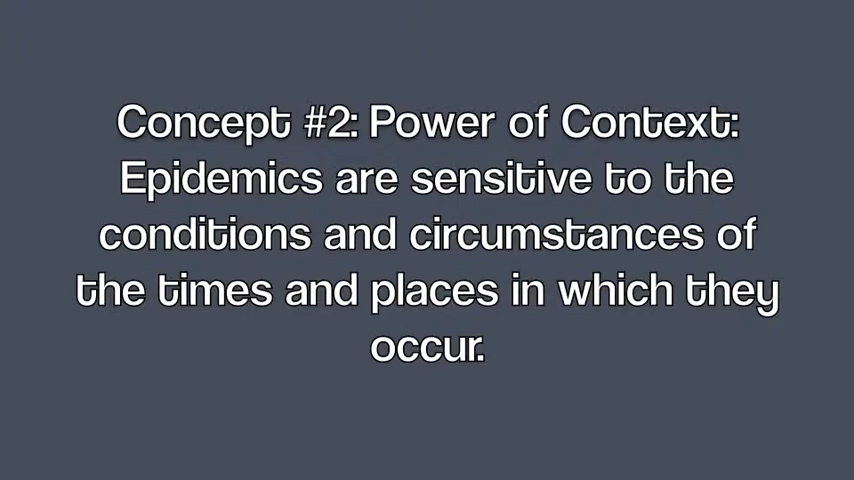 Concept #2: Power of Context:
Epidemics are sensitive to the
conditions and circumstances of
the times and places in which they
occur.